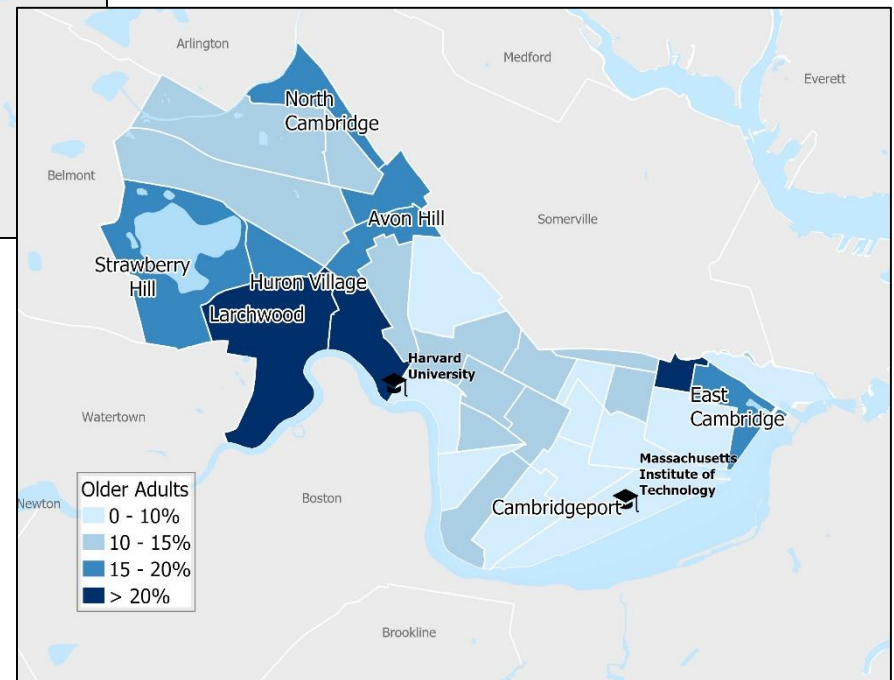 Arlington
Medford
Everett
North
Cambridge
Belmont
Avon Hill
Somerville
Strawberry
Hill
Huron Village
Larchwood
Harvard
University
East
Cambridge
Watertown
Massachusetts
Institute of
Technology
Cambridgeport
Newton
Boston
Older Adults
0 - 10%
10 - 15%
15 - 20%
> 20%
Brookline